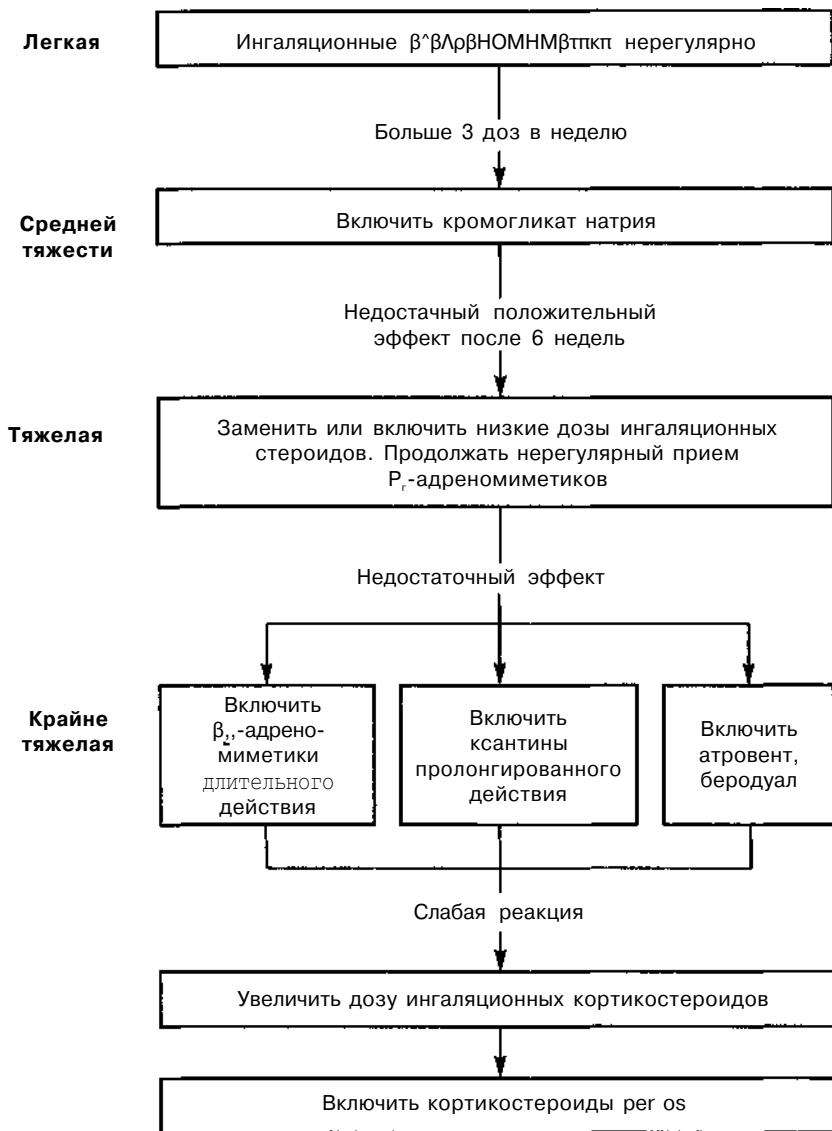 Легкая
Ингаляционные β^βΛρβHOMHMβτπκπ нерегулярно
Больше 3 доз в неделю
Средней
тяжести
Включить кромогликат натрия
Недостачный положительный
эффект после 6 недель
Тяжелая
Заменить или включить низкие дозы ингаляционных
стероидов. Продолжать нерегулярный прием
Рг-адреномиметиков
Недостаточный эффект
Крайне
тяжелая
Включить
β,,-адрено-
миметики
длительного
действия
Включить
ксантины
пролонгированного
действия
Включить
атровент,
беродуал
Слабая реакция
Увеличить дозу ингаляционных кортикостероидов
Включить кортикостероиды per os